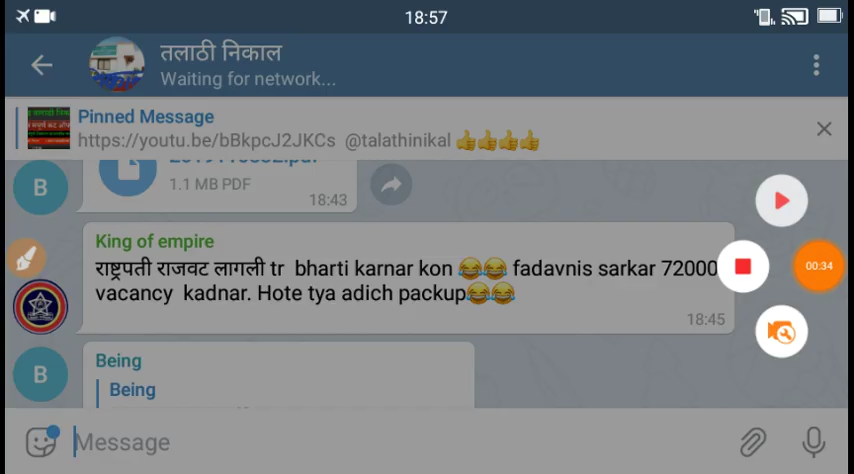 18:57
तलाठी निकाल
Waiting for network...
Pinned Message
https://youtu.be/bBkpcJ2JKCs @talathinikal 👍👍👍👍
B
1.1 MB PDF
18:43
King of empire
राष्ट्रपती राजवट लागली tr bharti karnar kon 😂😂 fadavnis sarkar 72000
vacancy kadnar. Hote tya adich packup😂😂
18:45
00:34
B
Being
Being
Message